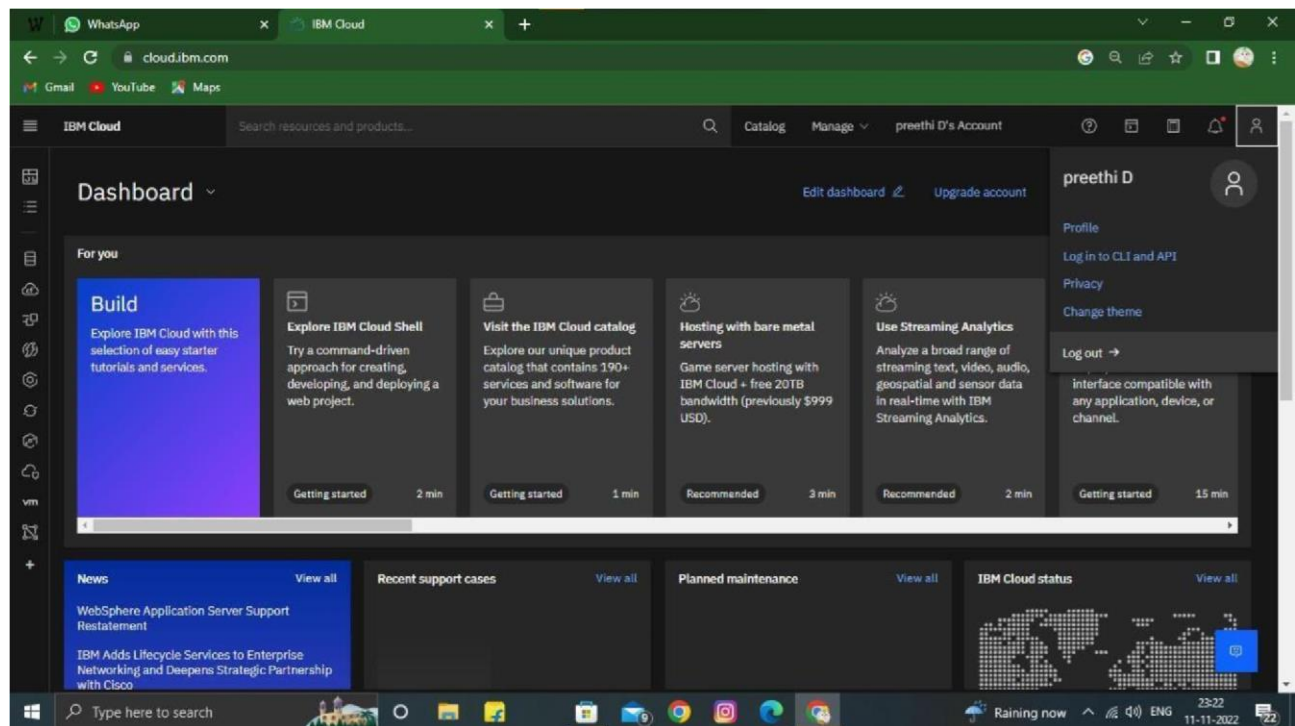 WhatsApp
IBM Cloud
cloud.ibm.com
Gmail
YouTube
Maps
IBM Cloud
Search resources and products...
Catalog
Manage
preethi D's Account
Dashboard
Edit dashboard
Upgrade account
preethi D
Profile
Log in to CLI and API
Privacy
Change theme
Log out
For you
Build
Explore IBM Cloud with this
selection of easy starter
tutorials and services.
Explore IBM Cloud Shell
Try a command-driven
approach for creating,
developing, and deploying a
web project.
Getting started
2 min
Visit the IBM Cloud catalog
Explore our unique product
catalog that contains 190+
services and software for
your business solutions.
Getting started
1 min
Hosting with bare metal
servers
Game server hosting with
IBM Cloud + free 20TB
bandwidth (previously $999
USD).
Recommended
3 min
Use Streaming Analytics
Analyze a broad range of
streaming text, video, audio,
geospatial and sensor data
in real-time with IBM
Streaming Analytics.
Recommended
2 min
interface compatible with
any application, device, or
channel.
Getting started
15 min
vm
News
View all
WebSphere Application Server Support
Restatement
IBM Adds Lifecycle Services to Enterprise
Networking and Deepens Strategic Partnership
with Cisco
Recent support cases
View all
Planned maintenance
View all
IBM Cloud status
View all
Type here to search
9
Raining now
ENG
23:22
11-11-2022
22